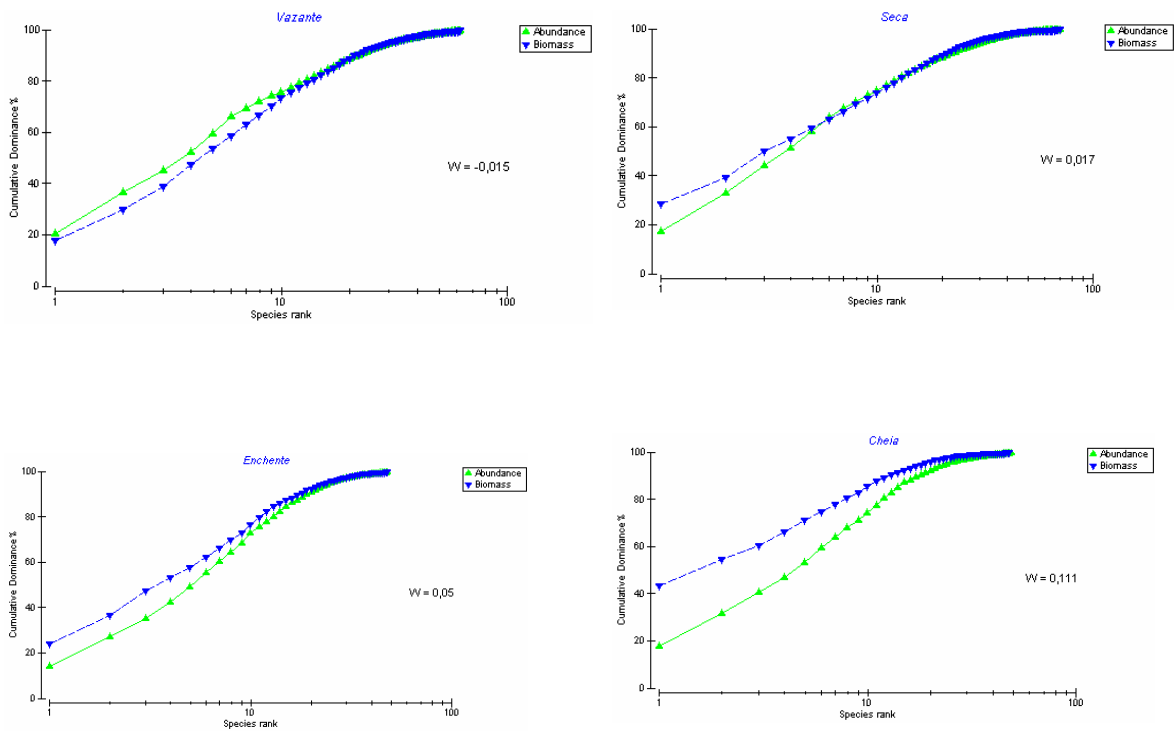 Vazante
Abundance
Biomass
Cumulative Dominance %
100
80
60
40
20
0
W = -0,015
1
10
100
Species rank
Seca
Abundance
Biomass
Cumulative Dominance %
100
80
60
40
20
0
W = 0,017
1
10
100
Species rank
Enchente
Abundance
Biomass
Cumulative Dominance %
100
80
60
40
20
0
W = 0,05
1
10
100
Species rank
Cheia
Abundance
Biomass
Cumulative Dominance %
100
80
60
40
20
0
W = 0,111
1
10
100
Species rank